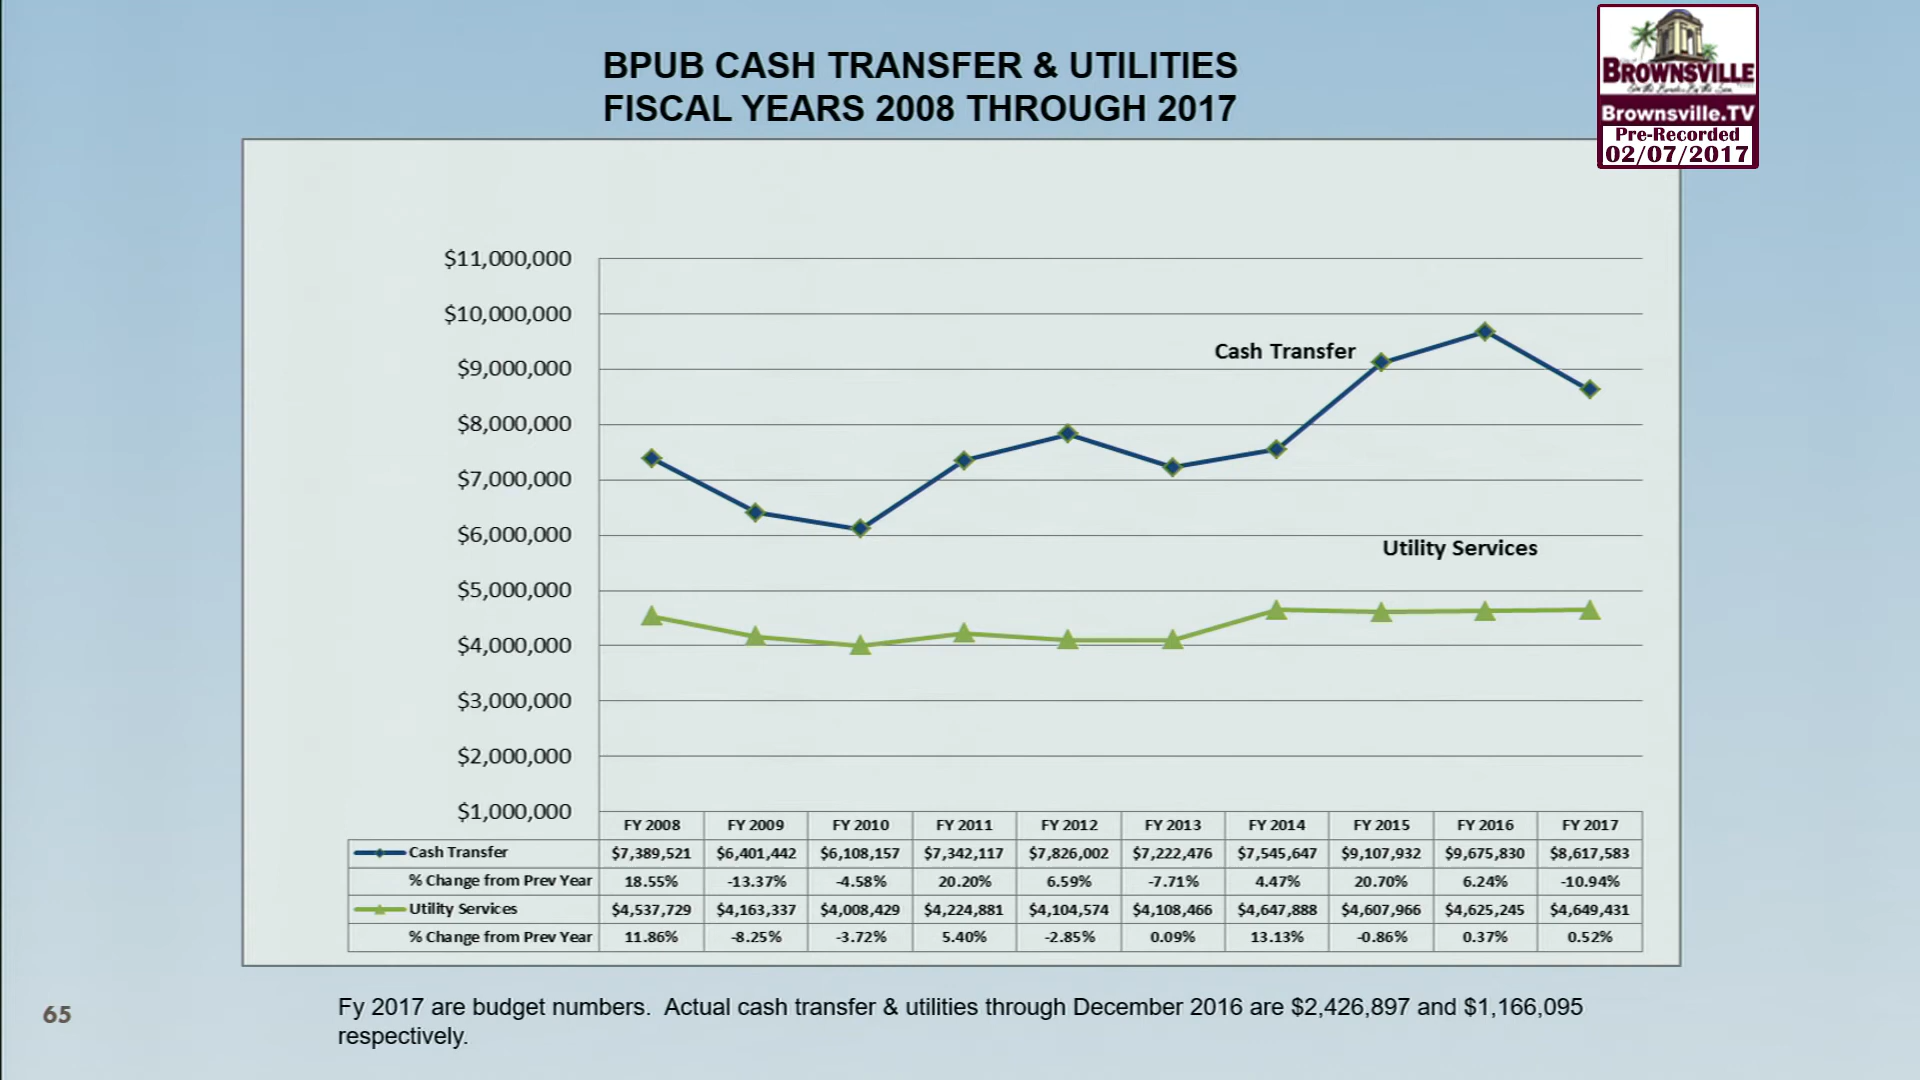 BPUB CASH TRANSFER & UTILITIES
FISCAL YEARS 2008 THROUGH 2017
BROWNSVILLE
On the Border By the Sea
Brownsville.TV
Pre-Recorded
02/07/2017
$11,000,000
$10,000,000
$9,000,000
$8,000,000
$7,000,000
$6,000,000
$5,000,000
$4,000,000
$3,000,000
$2,000,000
$1,000,000
Cash Transfer
Utility Services
FY 2008 FY 2009 FY 2010 FY 2011 FY 2012 FY 2013 FY 2014 FY 2015 FY 2016 FY 2017
Cash Transfer $7,389,521 $6,401,442 $6,108,157 $7,342,117 $7,826,002 $7,222,476 $7,545,647 $9,107,932 $9,675,830 $8,617,583
% Change from Prev Year 18.55% -13.37% -4.58% 20.20% 6.59% -7.71% 4.47% 20.70% 6.24% -10.94%
Utility Services $4,537,729 $4,163,337 $4,008,429 $4,224,881 $4,104,574 $4,108,466 $4,647,888 $4,607,966 $4,625,245 $4,649,431
% Change from Prev Year 11.86% -8.25% -3.72% 5.40% -2.85% 0.09% 13.13% -0.86% 0.37% 0.52%
65
Fy 2017 are budget numbers. Actual cash transfer & utilities through December 2016 are $2,426,897 and $1,166,095
respectively.